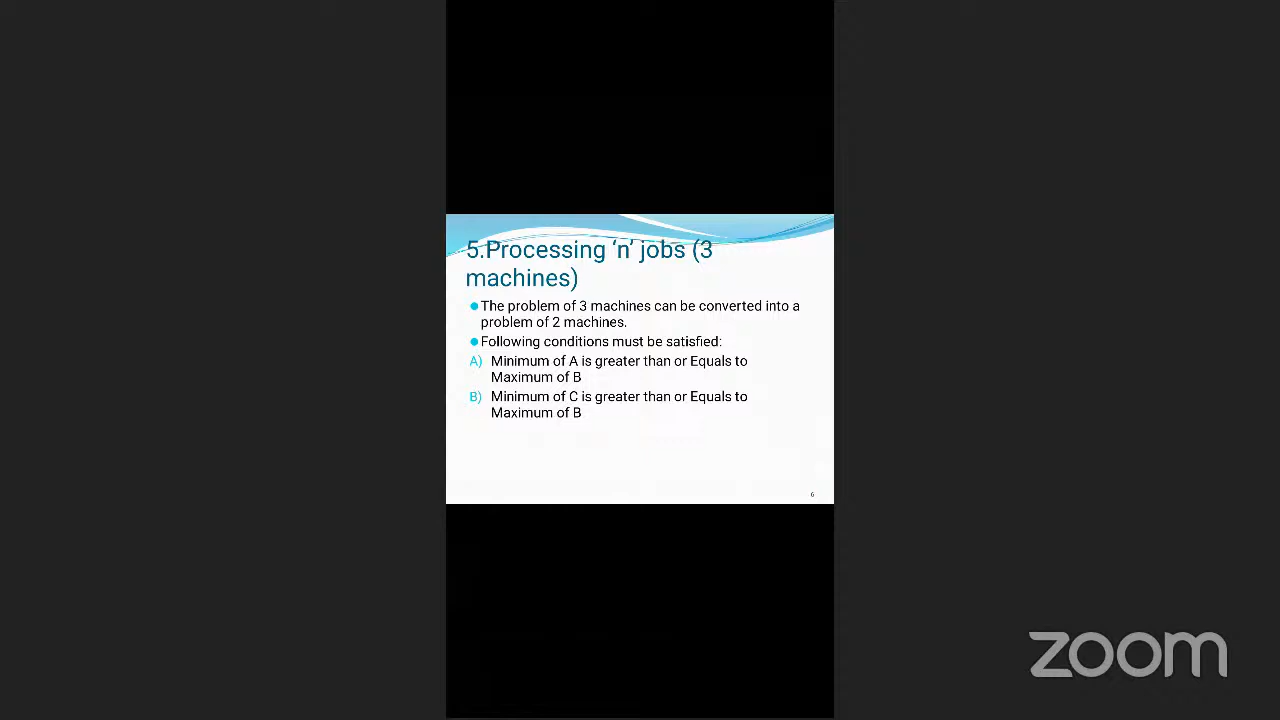 5.Processing ‘n’ jobs (3
machines)
The problem of 3 machines can be converted into a
problem of 2 machines.
Following conditions must be satisfied:
A) Minimum of A is greater than or Equals to
Maximum of B
B) Minimum of C is greater than or Equals to
Maximum of B
6
zoom